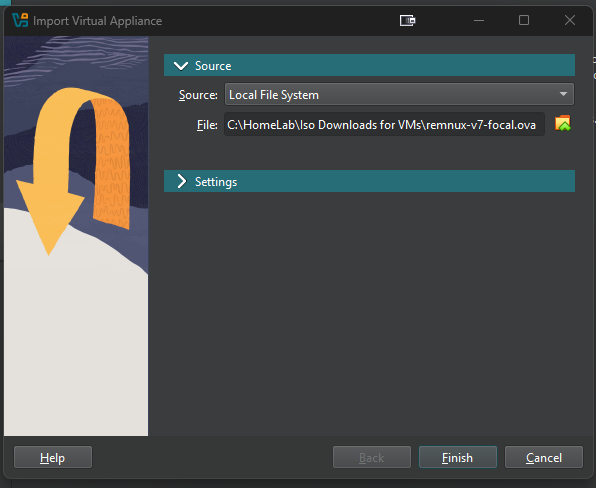 Import Virtual Appliance
Source
Source: Local File System
File: C:\HomeLab\Iso Downloads for VMs\remnux-v7-focal.ova
Settings
Help Back Finish Cancel